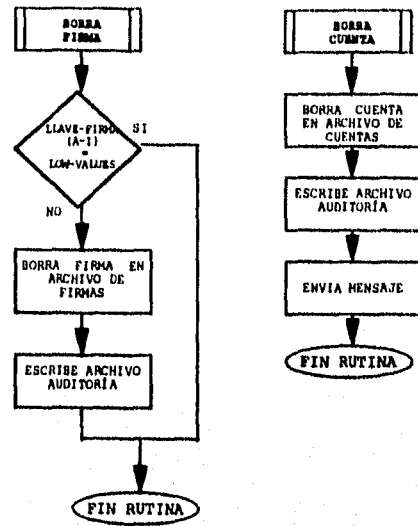 BORRA
FIRMA
LLAVE-FIRMA
(A-I)
=
LOW-VALUES
SI
NO
BORRA FIRMA EN
ARCHIVO DE
FIRMAS
ESCRIBE ARCHIVO
AUDITORÍA
FIN RUTINA
BORRA
CUENTA
BORRA CUENTA
EN ARCHIVO DE
CUENTAS
ESCRIBE ARCHIVO
AUDITORÍA
ENVIA MENSAJE
FIN RUTINA